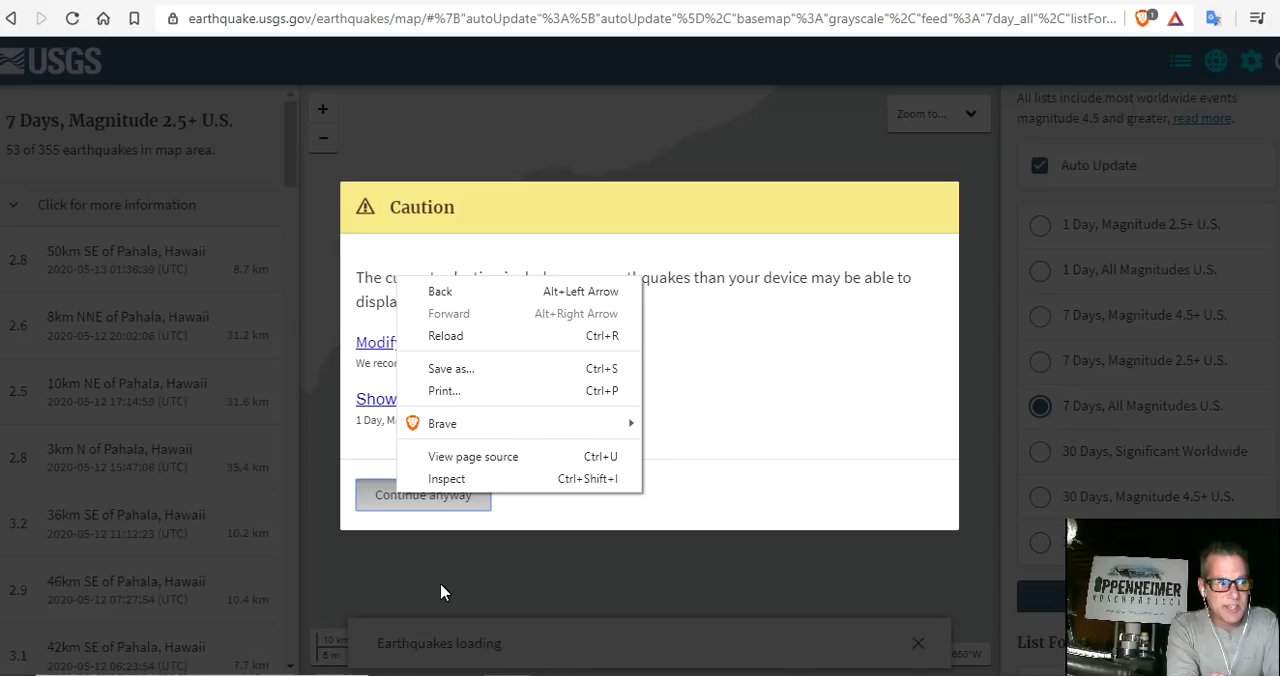 earthquake.usgs.gov/earthquakes/map/#%7B"autoUpdate"%3A%5B"autoUpdate"%5D%2C"basemap"%3A"grayscale"%2C"feed"%3A"7day_all"%2C"listFor...
1
USGS
7 Days, Magnitude 2.5+ U.S.
53 of 355 earthquakes in map area.
Click for more information
2.8
50km SE of Pahala, Hawaii
2020-05-13 01:36:39 (UTC) 8.7 km
2.6
8km NNE of Pahala, Hawaii
2020-05-12 20:02:06 (UTC) 31.2 km
2.5
10km NE of Pahala, Hawaii
2020-05-12 17:14:59 (UTC) 31.6 km
2.8
3km N of Pahala, Hawaii
2020-05-12 15:47:06 (UTC) 35.4 km
3.2
36km SE of Pahala, Hawaii
2020-05-12 11:12:23 (UTC) 10.2 km
2.9
46km SE of Pahala, Hawaii
2020-05-12 07:27:54 (UTC) 10.4 km
3.1
42km SE of Pahala, Hawaii
2020-05-12 06:23:54 (UTC) 7.7 km
+
−
Zoom to...
Caution
The than your device may be able to
Back Alt+Left Arrow
Forward Alt+Right Arrow
Reload Ctrl+R
Save as... Ctrl+S
Print... Ctrl+P
Brave
View page source Ctrl+U
Inspect Ctrl+Shift+I
Show
1 Day,
Continue anyway
Earthquakes loading
10 km
5 m
All lists include most worldwide events
magnitude 4.5 and greater, read more.
Auto Update
1 Day, Magnitude 2.5+ U.S.
1 Day, All Magnitudes U.S.
7 Days, Magnitude 4.5+ U.S.
7 Days, Magnitude 2.5+ U.S.
7 Days, All Magnitudes U.S.
30 Days, Significant Worldwide
30 Days, Magnitude 4.5+ U.S.
List Fo
OPPENHEIMER
RANCH PROJECT